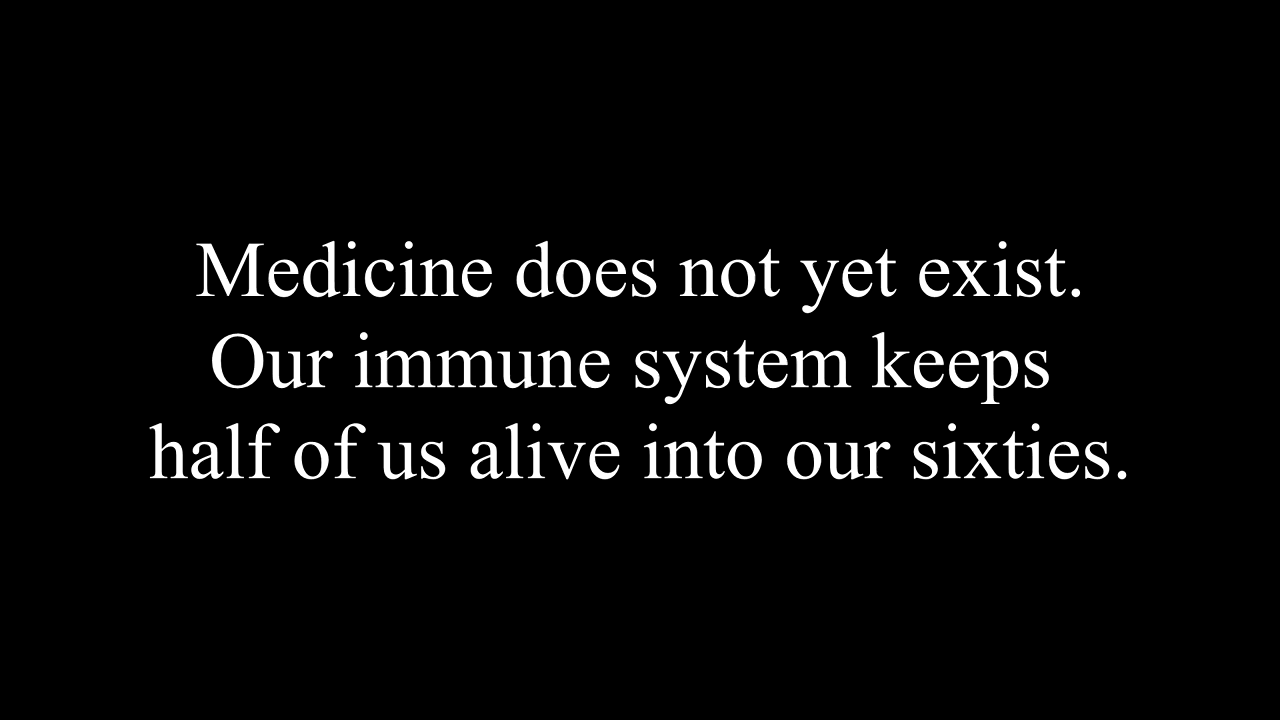 Medicine does not yet exist.
Our immune system keeps
half of us alive into our sixties.